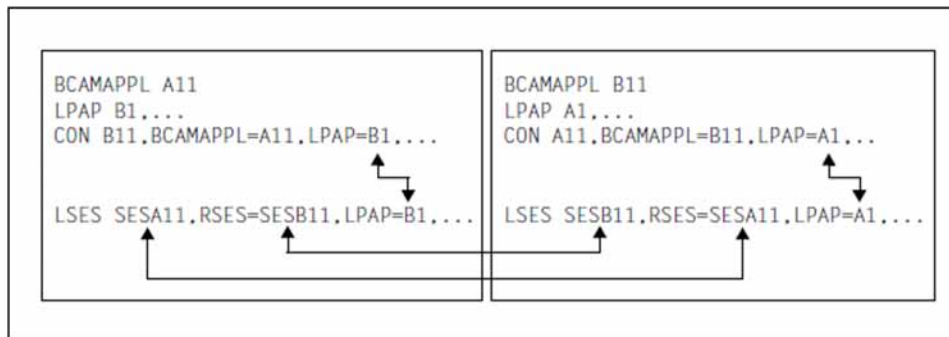 BCAMAPPL A11
LPAP B1,...
CON B11,BCAMAPPL=A11,LPAP=B1,...
LSES SESA11,RSES=SESB11,LPAP=B1,....
BCAMAPPL B11
LPAP A1,...
CON A11,BCAMAPPL=B11,LPAP=A1,..
LSES SESB11,RSES=SESA11,LPAP=A1,....